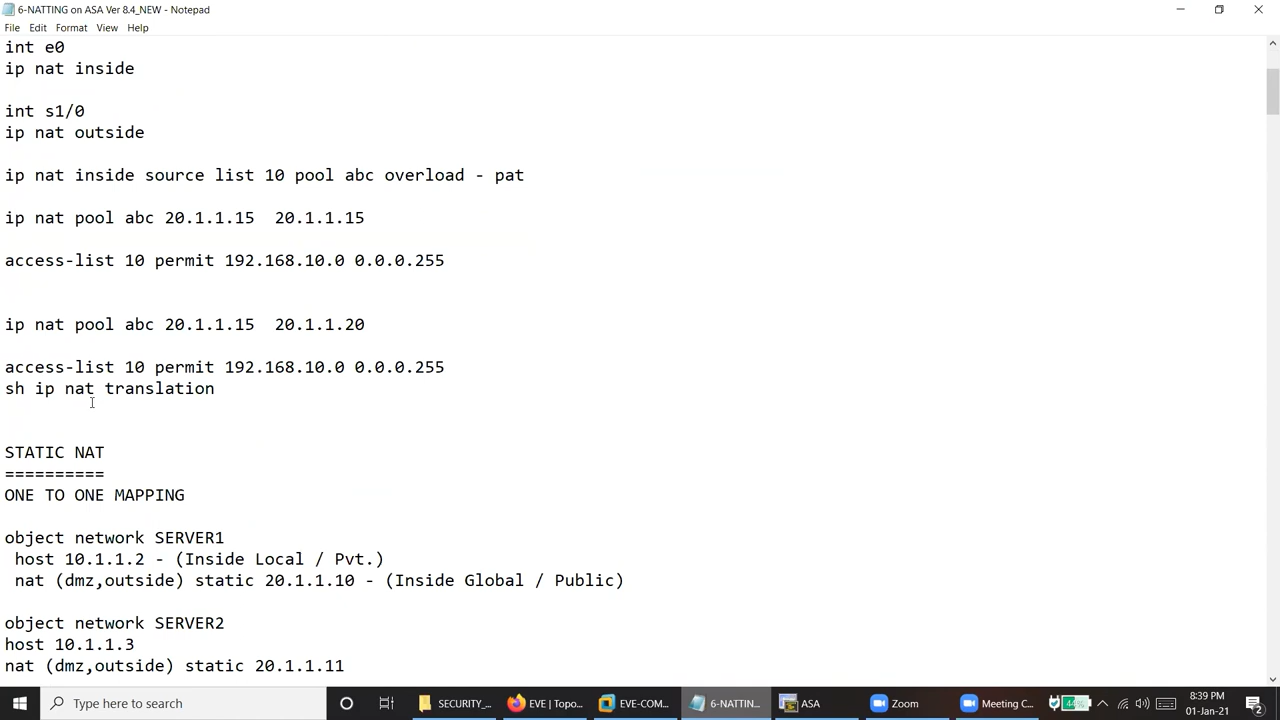 6-NATTING on ASA Ver 8.4_NEW - Notepad
File Edit Format View Help
int e0
ip nat inside
int s1/0
ip nat outside
ip nat inside source list 10 pool abc overload - pat
ip nat pool abc 20.1.1.15  20.1.1.15
access-list 10 permit 192.168.10.0 0.0.0.255
ip nat pool abc 20.1.1.15  20.1.1.20
access-list 10 permit 192.168.10.0 0.0.0.255
sh ip nat translation
STATIC NAT
==========
ONE TO ONE MAPPING
object network SERVER1
host 10.1.1.2 - (Inside Local / Pvt.)
nat (dmz,outside) static 20.1.1.10 - (Inside Global / Public)
object network SERVER2
host 10.1.1.3
nat (dmz,outside) static 20.1.1.11
Type here to search
SECURITY_...
EVE | Topo...
EVE-COM...
6-NATTIN...
ASA
Zoom
Meeting C...
44%
8:39 PM
01-Jan-21
2